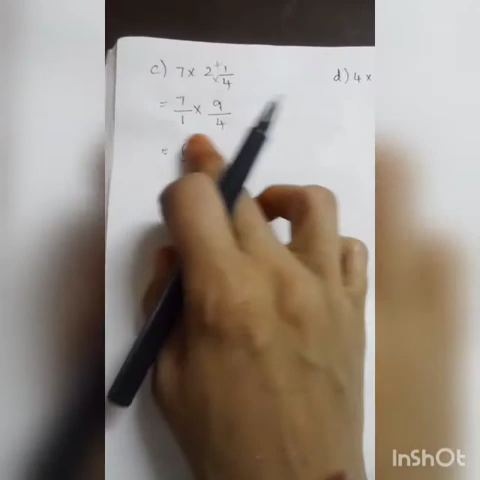 c) 7 x 2 + x 1/4
d) 4 x
= 7/1 x 9/4
=
InShOt